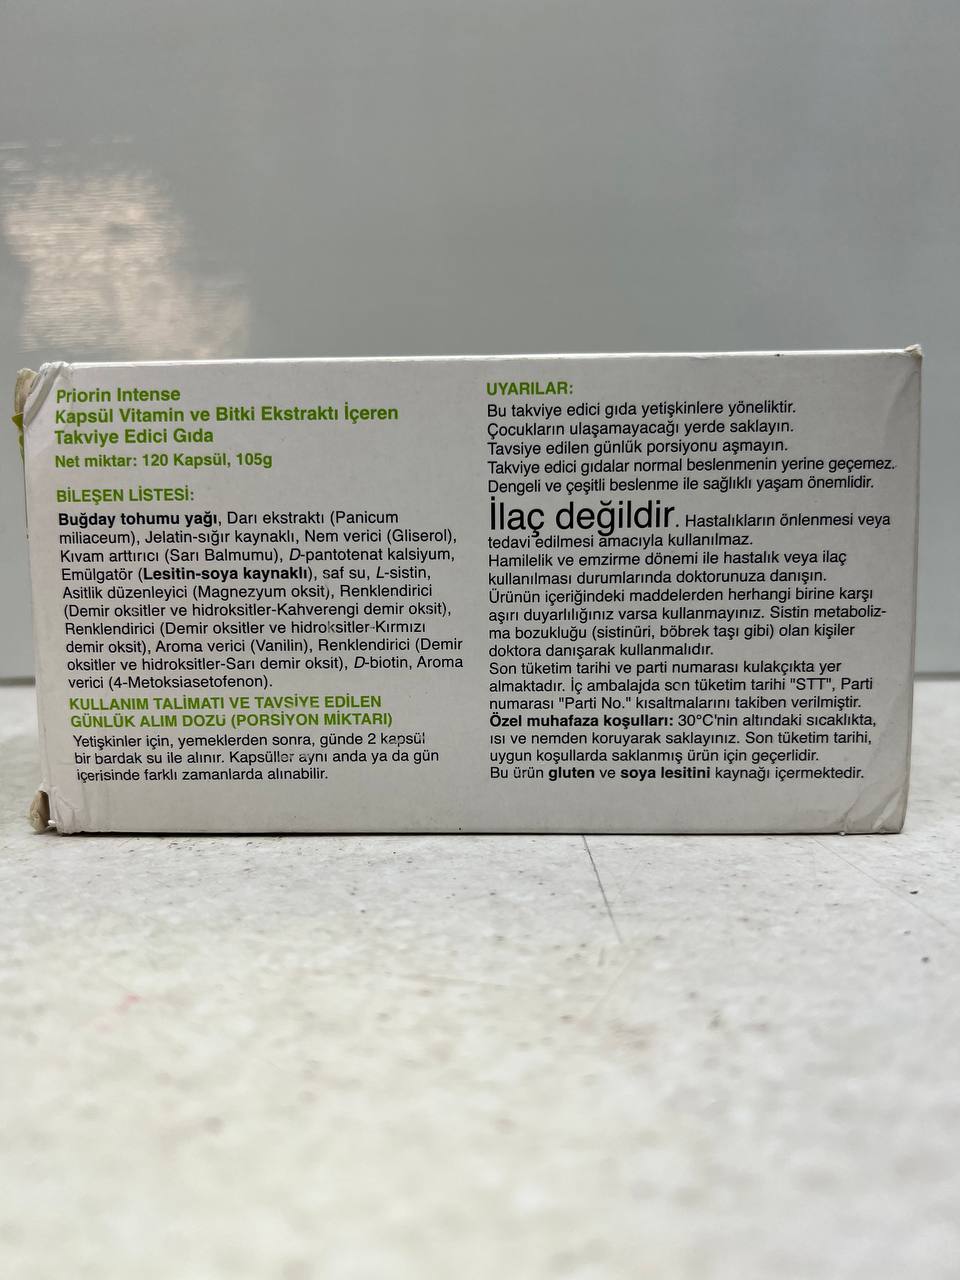 Priorin Intense
Kapsül Vitamin ve Bitki Ekstraktı İçeren
Takviye Edici Gıda
Net miktar: 120 Kapsül, 105g
BİLEŞEN LİSTESİ:
Buğday tohumu yağı, Darı ekstraktı (Panicum
miliaceum), Jelatin-sığır kaynaklı, Nem verici (Gliserol),
Kıvam arttırıcı (Sarı Balmumu), D-pantotenat kalsiyum,
Emülgatör (Lesitin-soya kaynaklı), saf su, L-sistin,
Asitlik düzenleyici (Magnezyum oksit), Renklendirici
(Demir oksitler ve hidroksitler-Kahverengi demir oksit),
Renklendirici (Demir oksitler ve hidroksitler-Kırmızı
demir oksit), Aroma verici (Vanilin), Renklendirici (Demir
oksitler ve hidroksitler-Sarı demir oksit), D-biotin, Aroma
verici (4-Metoksiasetofenon).
KULLANIM TALİMATI VE TAVSİYE EDİLEN
GÜNLÜK ALIM DOZU (PORSİYON MİKTARI)
Yetişkinler için, yemeklerden sonra, günde 2 kapsül
bir bardak su ile alınır. Kapsüller aynı anda ya da gün
içerisinde farklı zamanlarda alınabilir.
UYARILAR:
Bu takviye edici gıda yetişkinlere yöneliktir.
Çocukların ulaşamayacağı yerde saklayın.
Tavsiye edilen günlük porsiyonu aşmayın.
Takviye edici gıdalar normal beslenmenin yerine geçemez.
Dengeli ve çeşitli beslenme ile sağlıklı yaşam önemlidir.
İlaç değildir. Hastalıkların önlenmesi veya
tedavi edilmesi amacıyla kullanılmaz.
Hamilelik ve emzirme dönemi ile hastalık veya ilaç
kullanılması durumlarında doktorunuza danışın.
Ürünün içeriğindeki maddelerden herhangi birine karşı
aşırı duyarlılığınız varsa kullanmayınız. Sistin metaboliz-
ma bozukluğu (sistinüri, böbrek taşı gibi) olan kişiler
doktora danışarak kullanmalıdır.
Son tüketim tarihi ve parti numarası kulakçıkta yer
almaktadır. İç ambalajda son tüketim tarihi "STT", Parti
numarası "Parti No." kısaltmalarını takiben verilmiştir.
Özel muhafaza koşulları: 30°C'nin altındaki sıcaklıkta,
ısı ve nemden koruyarak saklayınız. Son tüketim tarihi,
uygun koşullarda saklanmış ürün için geçerlidir.
Bu ürün gluten ve soya lesitini kaynağı içermektedir.